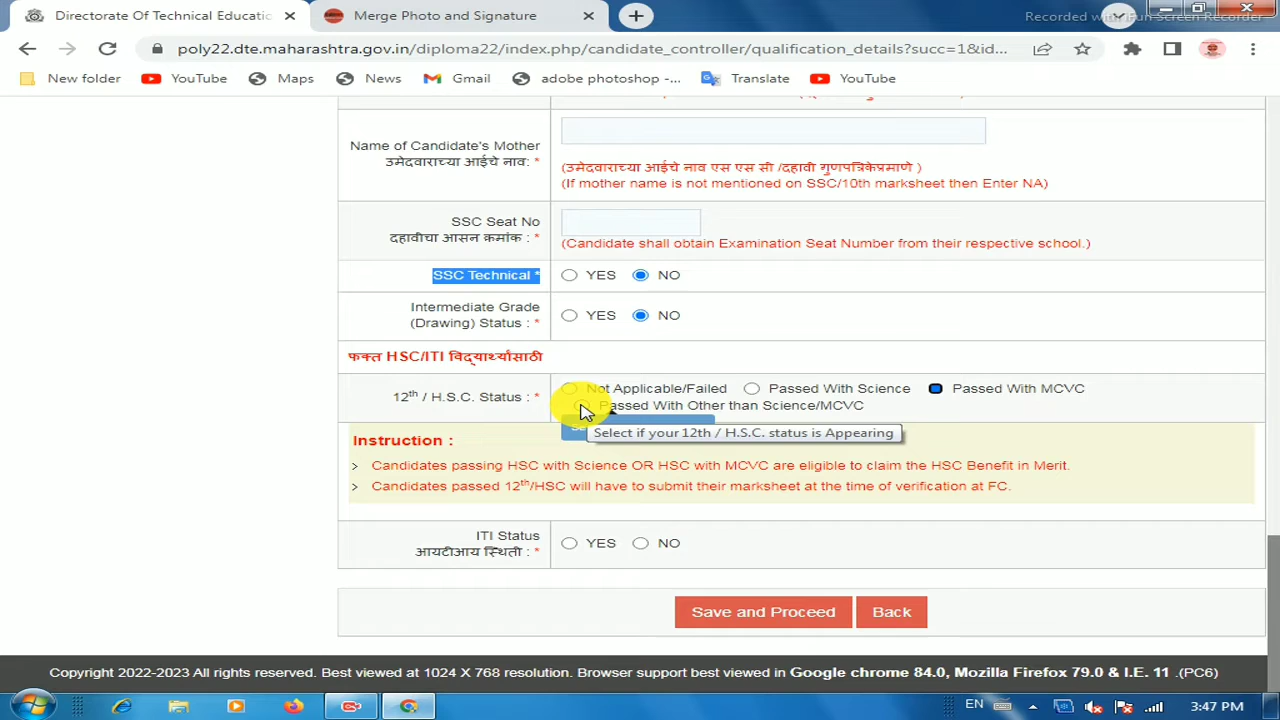 Directorate Of Technical Educatio
Merge Photo and Signature
Recorded with iFun Screen Recorder
poly22.dte.maharashtra.gov.in/diploma22/index.php/candidate_controller/qualification_details?succ=1&id...
New folder
YouTube
Maps
News
Gmail
adobe photoshop -...
Translate
YouTube
Name of Candidate's Mother
उमेदवाराच्या आईचे नाव: *
(उमेदवाराच्या आईचे नाव एस एस सी /दहावी गुणपत्रिकेप्रमाणे )
(If mother name is not mentioned on SSC/10th marksheet then Enter NA)
SSC Seat No
दहावीचा आसन क्रमांक : *
(Candidate shall obtain Examination Seat Number from their respective school.)
SSC Technical *
YES NO
Intermediate Grade
(Drawing) Status : *
YES NO
फक्त HSC/ITI विद्यार्थ्यांसाठी
12th / H.S.C. Status : *
Not Applicable/Failed Passed With Science Passed With MCVC
Passed With Other than Science/MCVC
Select if your 12th / H.S.C. status is Appearing
Instruction :
> Candidates passing HSC with Science OR HSC with MCVC are eligible to claim the HSC Benefit in Merit.
> Candidates passed 12th/HSC will have to submit their marksheet at the time of verification at FC.
ITI Status
आयटीआय स्थिती : *
YES NO
Save and Proceed
Back
Copyright 2022-2023 All rights reserved. Best viewed at 1024 X 768 resolution. Browser support best viewed in Google chrome 84.0, Mozilla Firefox 79.0 & I.E. 11 .(PC6)
EN
3:47 PM